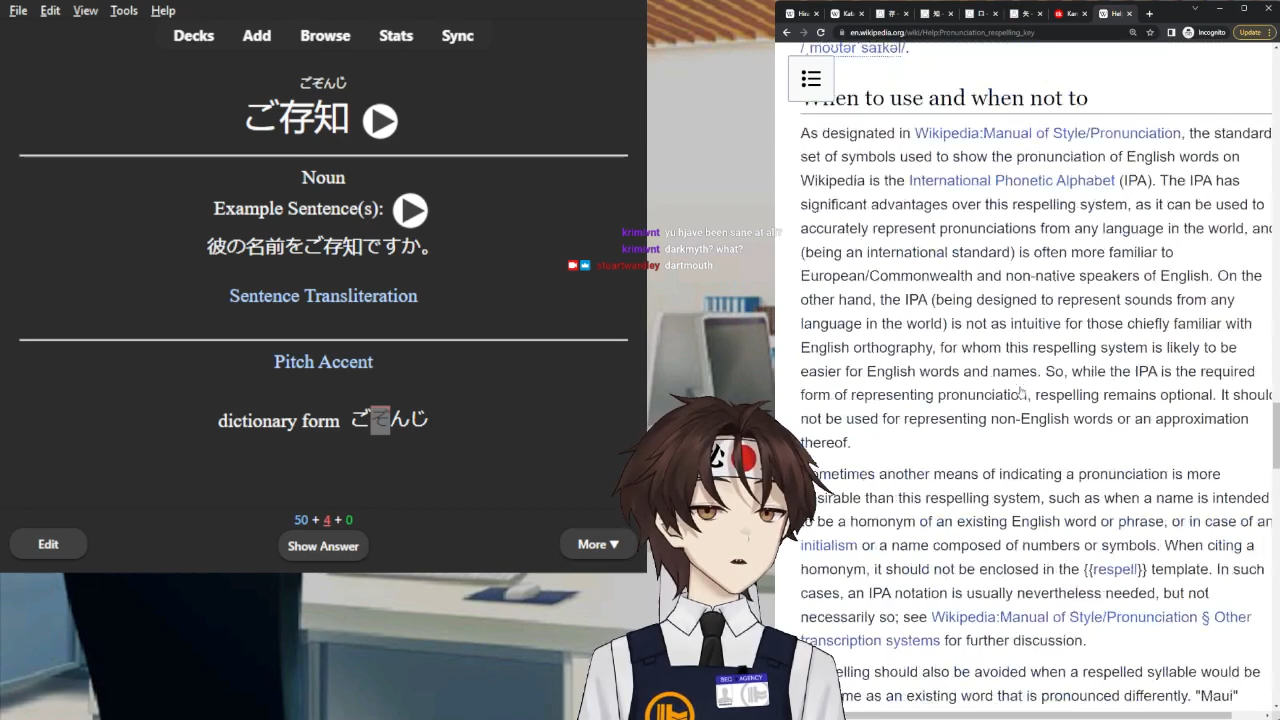 File Edit View Tools Help
Decks Add Browse Stats Sync
ごぞんじ
ご存知
Noun
Example Sentence(s):
彼の名前をご存知ですか。
Sentence Transliteration
Pitch Accent
dictionary form ごぞんじ
50 + 4 + 0
Edit
Show Answer
More ▼
krimivnt yu hjave been sane at all?
krimivnt darkmyth? what?
stuartwardley dartmouth
Incognito
Update
en.wikipedia.org/wiki/Help:Pronunciation_respelling_key
/ˈmoʊtərˌsaɪkəl/.
When to use and when not to
As designated in Wikipedia:Manual of Style/Pronunciation, the standard
set of symbols used to show the pronunciation of English words on
Wikipedia is the International Phonetic Alphabet (IPA). The IPA has
significant advantages over this respelling system, as it can be used to
accurately represent pronunciations from any language in the world, and
(being an international standard) is often more familiar to
European/Commonwealth and non-native speakers of English. On the
other hand, the IPA (being designed to represent sounds from any
language in the world) is not as intuitive for those chiefly familiar with
English orthography, for whom this respelling system is likely to be
easier for English words and names. So, while the IPA is the required
form of representing pronunciation, respelling remains optional. It should
not be used for representing non-English words or an approximation
thereof.
ometimes another means of indicating a pronunciation is more
esirable than this respelling system, such as when a name is intended
o be a homonym of an existing English word or phrase, or in case of an
initialism or a name composed of numbers or symbols. When citing a
homonym, it should not be enclosed in the {{respell}} template. In such
cases, an IPA notation is usually nevertheless needed, but not
necessarily so; see Wikipedia:Manual of Style/Pronunciation § Other
transcription systems for further discussion.
elling should also be avoided when a respelled syllable would be
me as an existing word that is pronounced differently. "Maui"
必
AGENCY